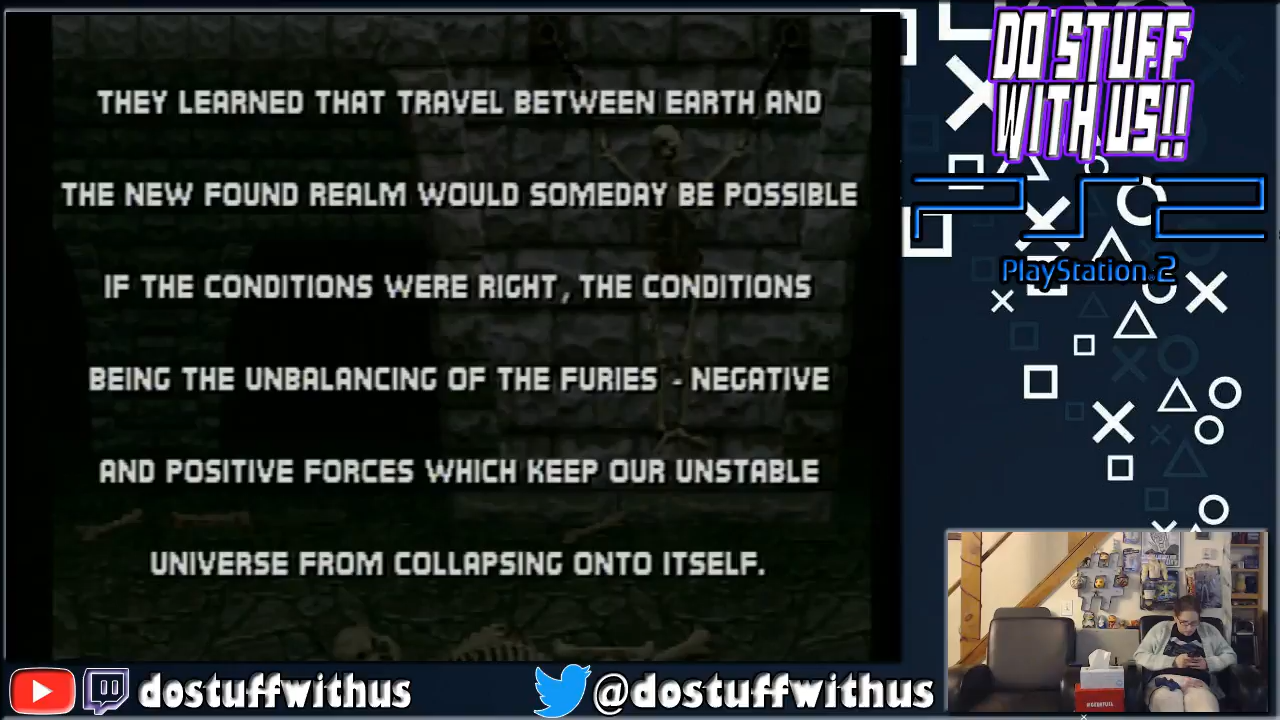 THEY LEARNED THAT TRAVEL BETWEEN EARTH AND
THE NEW FOUND REALM WOULD SOMEDAY BE POSSIBLE
IF THE CONDITIONS WERE RIGHT, THE CONDITIONS
BEING THE UNBALANCING OF THE FURIES - NEGATIVE
AND POSITIVE FORCES WHICH KEEP OUR UNSTABLE
UNIVERSE FROM COLLAPSING ONTO ITSELF.
DO STUFF
WITH US!!
PS2
PlayStation 2
dostuffwithus
@dostuffwithus